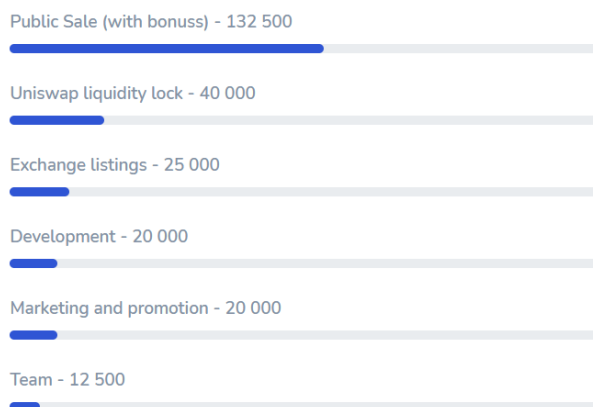 Public Sale (with bonuss) - 132 500
Uniswap liquidity lock - 40 000
Exchange listings - 25 000
Development - 20 000
Marketing and promotion - 20 000
Team - 12 500